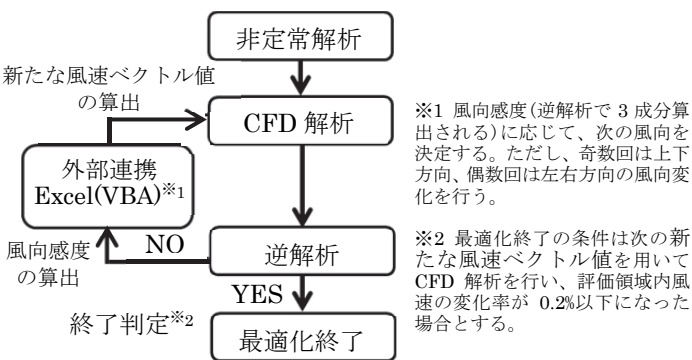 非定常解析
新たな風速ベクトル値
の算出
CFD 解析
外部連携
Excel(VBA)※1
風向感度
の算出
NO
逆解析
YES
終了判定※2
最適化終了
※1 風向感度(逆解析で 3 成分算
出される)に応じて、次の風向を
決定する。ただし、奇数回は上下
方向、偶数回は左右方向の風向変
化を行う。
※2 最適化終了の条件は次の新
たな風速ベクトル値を用いて
CFD 解析を行い、評価領域内風
速の変化率が 0.2%以下になった
場合とする。